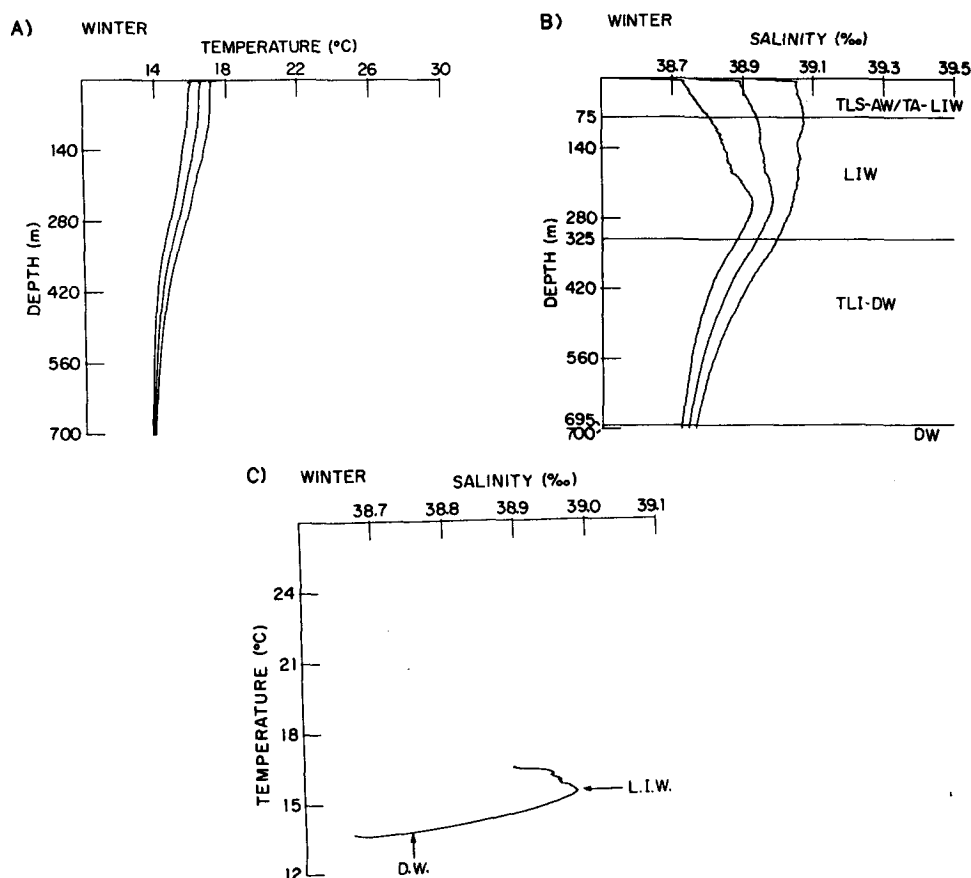 A) WINTER
TEMPERATURE (°C)
14 18 22 26 30
140
280
420
560
700
DEPTH (m)
B) WINTER
SALINITY (‰)
38.7 38.9 39.1 39.3 39.5
TLS-AW/TA-LIW
75
140
LIW
280
325
420
TLI-DW
560
695
700
DW
DEPTH (m)
C) WINTER SALINITY (‰)
38.7 38.8 38.9 39.0 39.1
24
21
18
15
12
TEMPERATURE (°C)
L.I.W.
D.W.